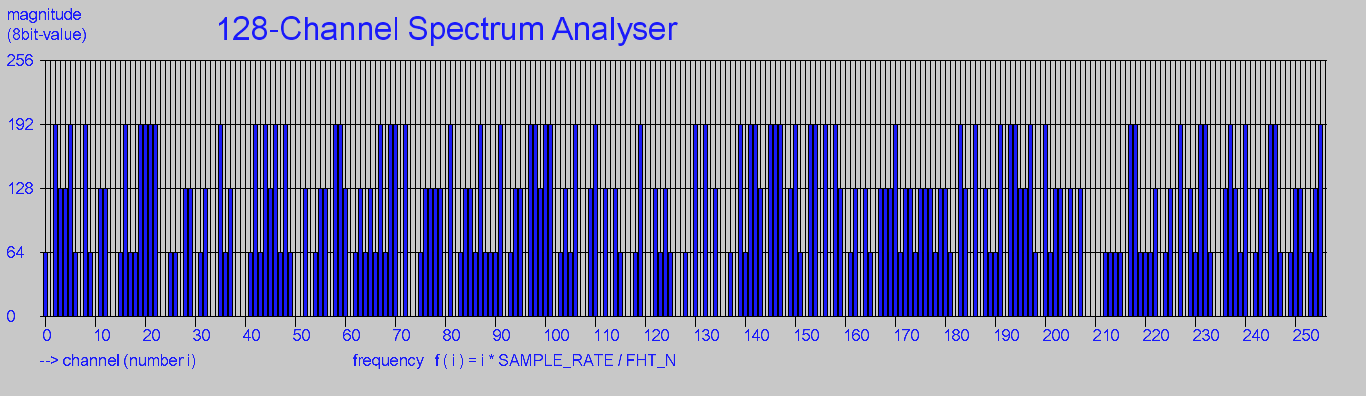 magnitude
(8bit-value)
128-Channel Spectrum Analyser
256
192
128
64
0
0 10 20 30 40 50 60 70 80 90 100 110 120 130 140 150 160 170 180 190 200 210 220 230 240 250
--> channel (number i)
frequency f ( i ) = i * SAMPLE_RATE / FHT_N